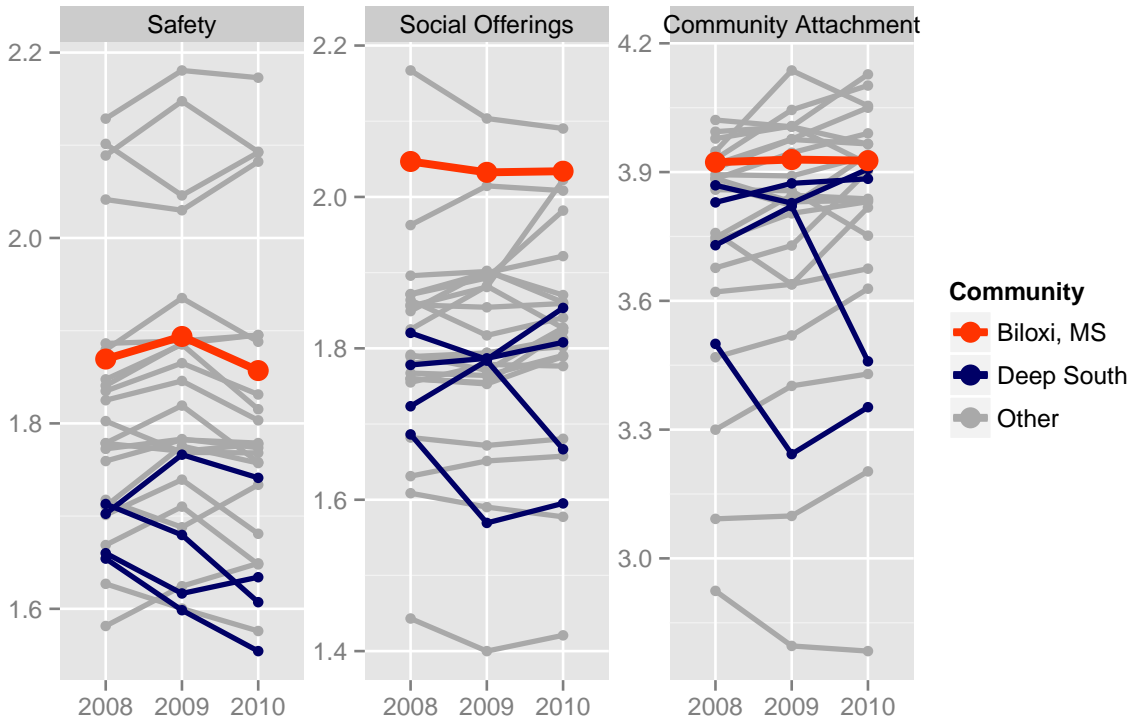 Safety
2.2
2.0
1.8
1.6
2008 2009 2010
Social Offerings
2.2
2.0
1.8
1.6
1.4
2008 2009 2010
Community Attachment
4.2
3.9
3.6
3.3
3.0
2008 2009 2010
Community
Biloxi, MS
Deep South
Other